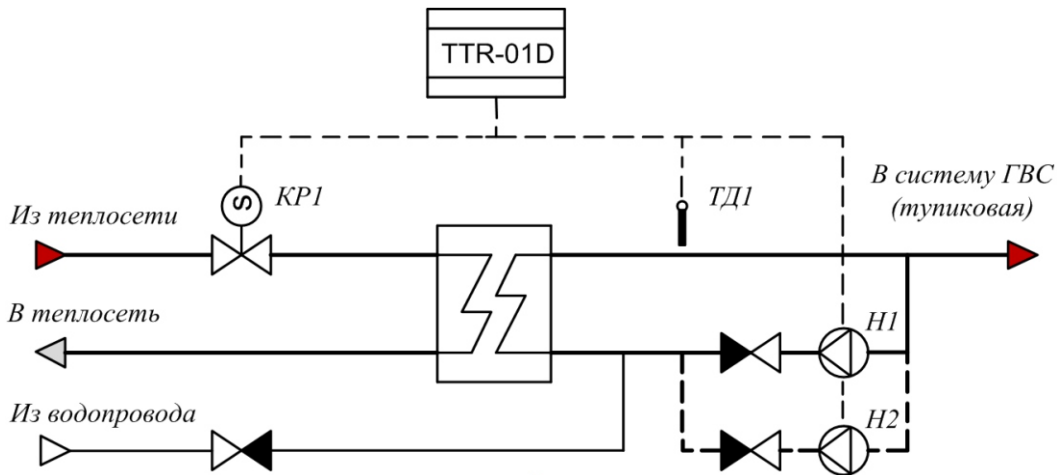 TTR-01D
В систему ГВС
(тупиковая)
Из теплосети
КР1
S
ТД1
В теплосеть
Н1
Из водопровода
Н2